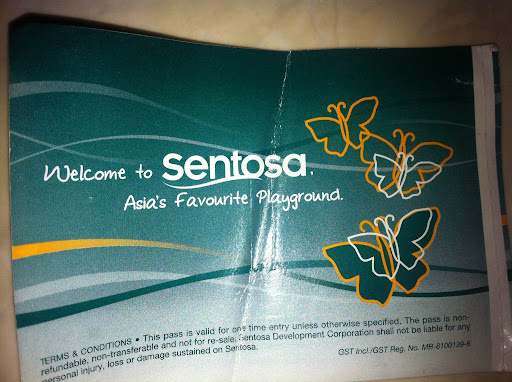 Welcome to sentosa.
Asia's Favourite Playground.
TERMS & CONDITIONS • This pass is valid for one time entry unless otherwise specified. The pass is non-
refundable, non-transferable and not for re-sale. Sentosa Development Corporation shall not be liable for any
personal injury, loss or damage sustained on Sentosa.
GST Incl./GST Reg. No. MB-8100139-6